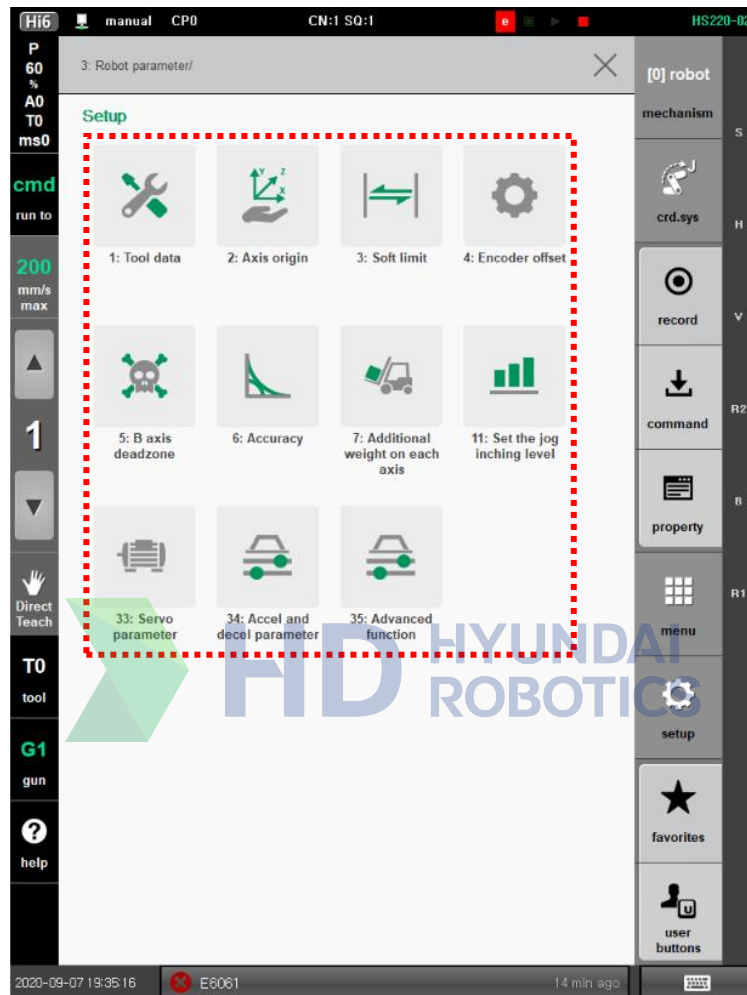 Hi6 manual CP0 CN:1 SQ:1 e HS220-02
P
60
%
A0
T0
ms0
cmd
run to
200
mm/s
max
1
Direct
Teach
T0
tool
G1
gun
help
3: Robot parameter/
Setup
1: Tool data
2: Axis origin
3: Soft limit
4: Encoder offset
5: B axis
deadzone
6: Accuracy
7: Additional
weight on each
axis
11: Set the jog
inching level
33: Servo
parameter
34: Accel and
decel parameter
35: Advanced
function
HD HYUNDAI
ROBOTICS
[0] robot
mechanism
crd.sys
record
command
property
menu
setup
favorites
user
buttons
S
H
V
R2
B
R1
2020-09-07 19:35:16 E6061 14 min ago